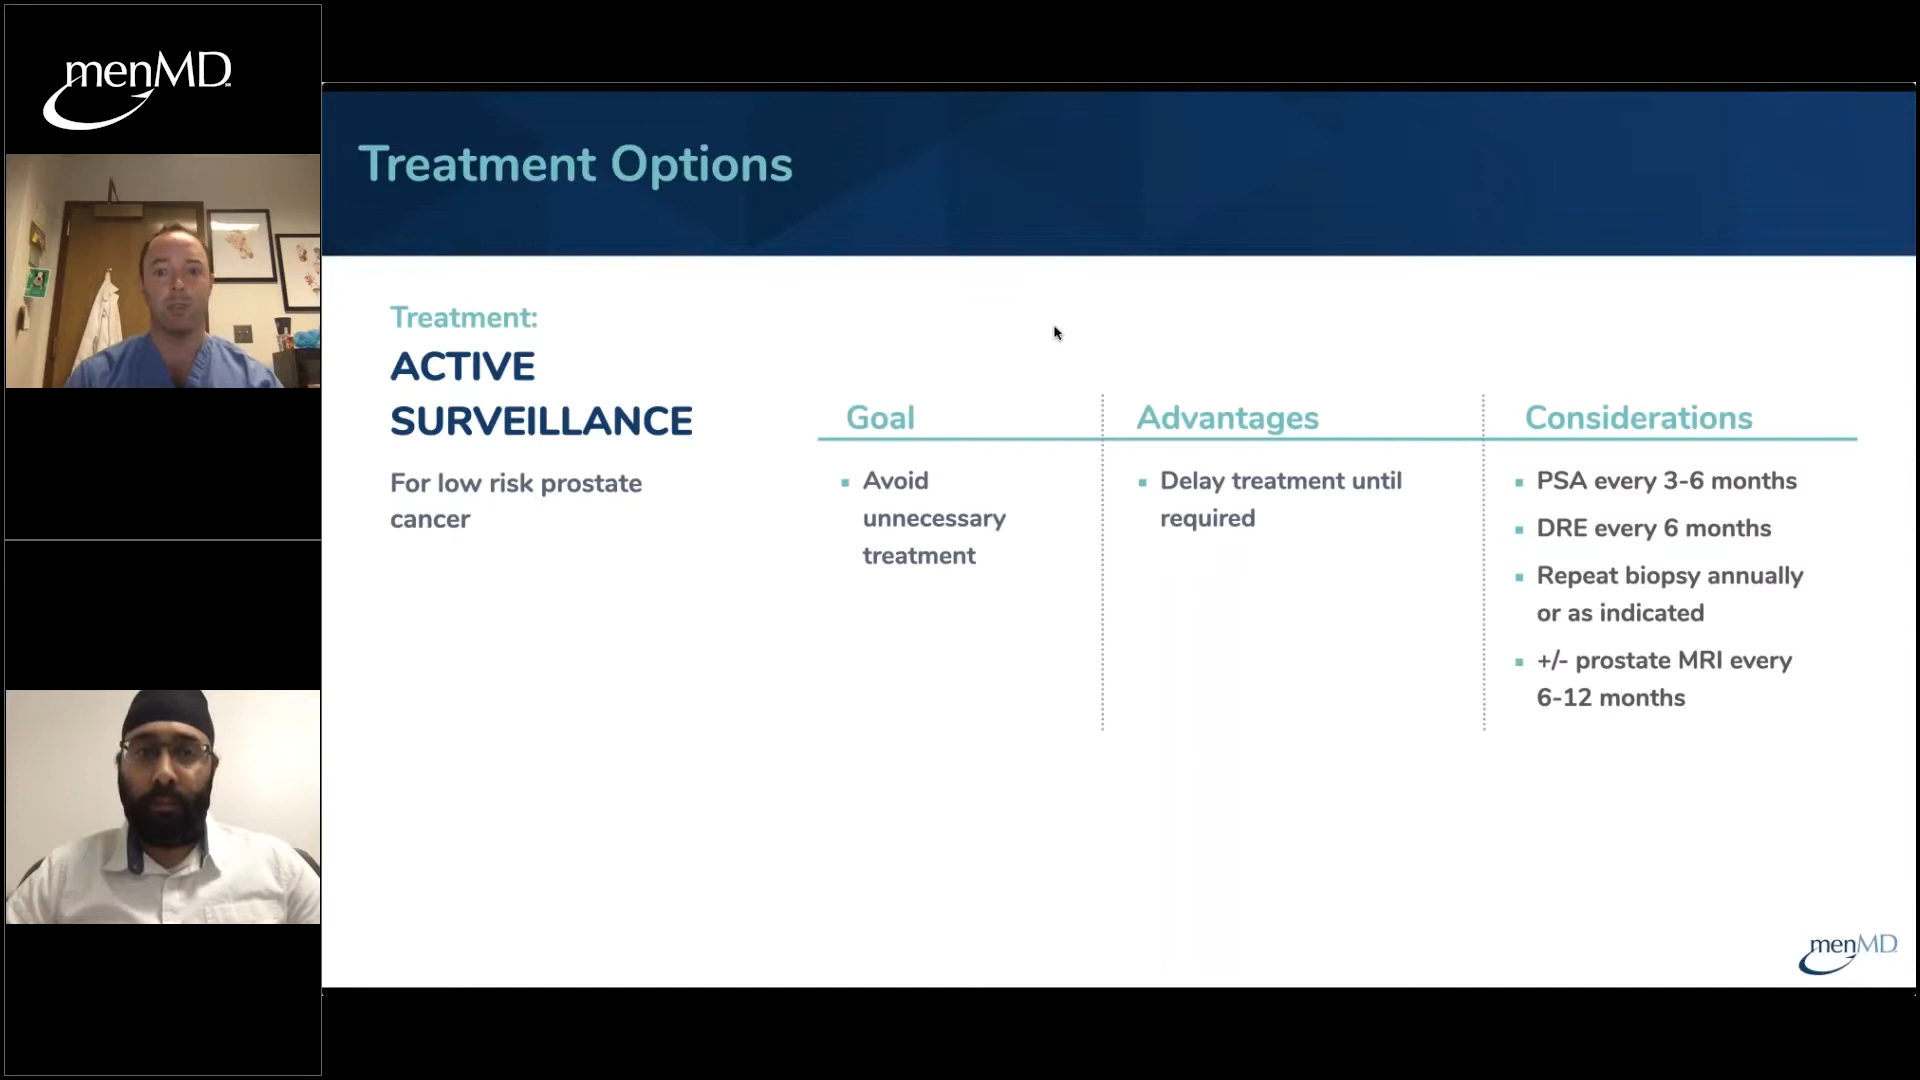 menMD
Treatment Options
Treatment:
ACTIVE
SURVEILLANCE
For low risk prostate
cancer
Goal
▪ Avoid
unnecessary
treatment
Advantages
▪ Delay treatment until
required
Considerations
▪ PSA every 3-6 months
▪ DRE every 6 months
▪ Repeat biopsy annually
or as indicated
▪ +/- prostate MRI every
6-12 months
menMD